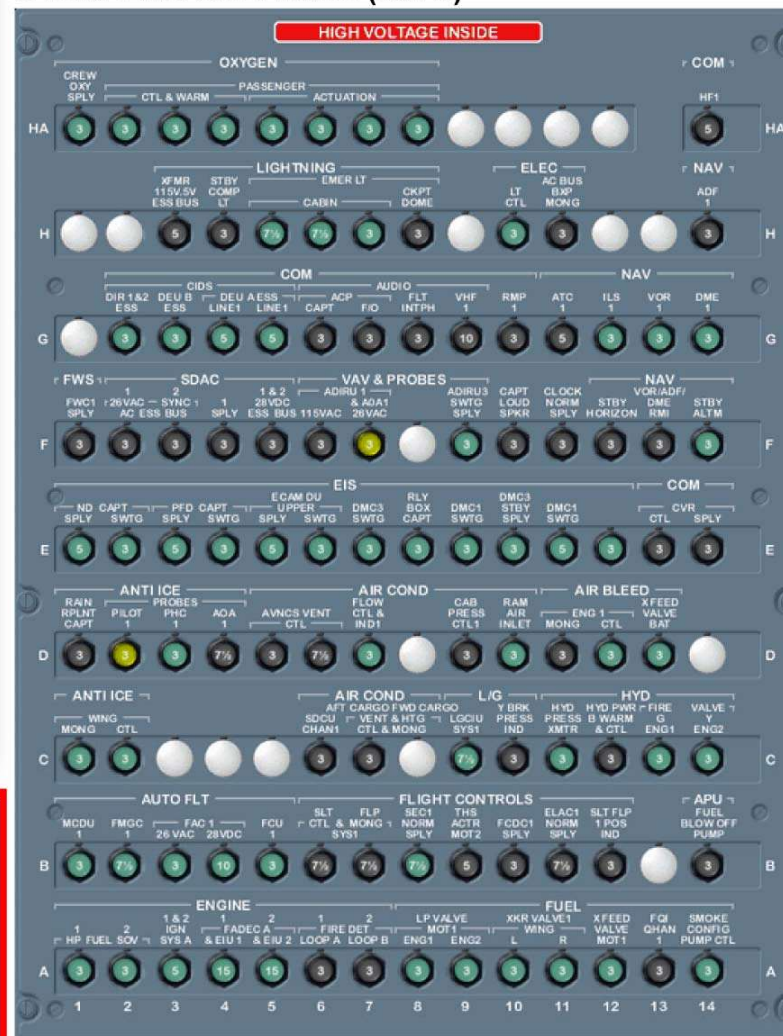 HIGH VOLTAGE INSIDE
OXYGEN COM
CREW OXY SPLY PASSENGER
CTL & WARM ACTUATION HF1
HA 3 3 3 3 3 3 3 3 5 HA
LIGHTNING ELEC NAV
XFMR 115V.5V ESS BUS STBY COMP LT EMER LT CABIN CKPT DOME LT CTL AC BUS BXP MONG ADF 1
H 5 3 7½ 7½ 3 3 3 3 3 H
COM NAV
CIDS AUDIO
DIR 1&2 ESS DEU B ESS DEU A ESS LINE1 LINE1 ACP CAPT F/O FLT INTPH VHF 1 RMP 1 ATC 1 ILS 1 VOR 1 DME 1
G 3 3 5 5 3 3 3 10 3 5 3 3 3 G
FWS SDAC VAV & PROBES NAV
FWC1 SPLY 1 26VAC 2 SYNC AC ESS BUS 1 SPLY 1 & 2 28VDC ESS BUS ADIRU 1 115VAC & A0A1 26VAC ADIRU3 SWTG SPLY CAPT LOUD SPKR CLOCK NORM SPLY STBY HORIZON VOR/ADF/ DME RMI STBY ALTM
F 3 3 3 3 3 3 3 3 3 3 3 3 3 F
EIS COM
ND CAPT SPLY SWTG PFD CAPT SPLY SWTG ECAM DU UPPER SPLY SWTG DMC3 SWTG RLY BOX CAPT DMC1 SWTG DMC3 STBY SPLY DMC1 SWTG CVR CTL SPLY
E 5 3 5 3 5 3 3 3 3 3 5 3 3 3 E
ANTI ICE AIR COND AIR BLEED
RAIN RPLNT CAPT PROBES PILOT 1 PHC 1 AOA 1 AVNCS VENT CTL FLOW CTL & IND1 CAB PRESS CTL1 RAM AIR INLET ENG 1 MONG CTL XFEED VALVE BAT
D 3 3 3 7½ 3 7½ 3 3 3 3 3 3 D
ANTI ICE AIR COND L/G HYD
WING MONG CTL SDCU CHAN1 AFT CARGO FWD CARGO VENT & HTG CTL & MONG LGCIU SYS1 Y BRK PRESS IND HYD PRESS XMTR HYD PWR B WARM & CTL FIRE G ENG1 VALVE Y ENG2
C 3 3 3 3 7½ 3 3 3 3 3 C
AUTO FLT FLIGHT CONTROLS APU
MCDU 1 FMGC 1 FAC 1 26 VAC 28VDC FCU 1 SLT FLP CTL & MONG SYS1 SEC1 NORM SPLY THS ACTR MOT2 FCDC1 SPLY ELAC1 NORM SPLY SLT FLP 1 POS IND FUEL BLOW OFF PUMP
B 3 7½ 3 10 3 7½ 7½ 7½ 5 3 7½ 3 3 B
ENGINE FUEL
1 2 HP FUEL SOV 1 & 2 IGN SYS A 1 2 FADEC A & EIU 1 & EIU 2 1 2 FIRE DET LOOP A LOOP B LP VALVE MOT1 ENG1 ENG2 XKR VALVE1 WING L R XFEED VALVE MOT1 FQI QHAN 1 SMOKE CONFIG PUMP CTL
A 3 3 5 15 15 3 3 3 3 3 3 3 3 3 A
1 2 3 4 5 6 7 8 9 10 11 12 13 14